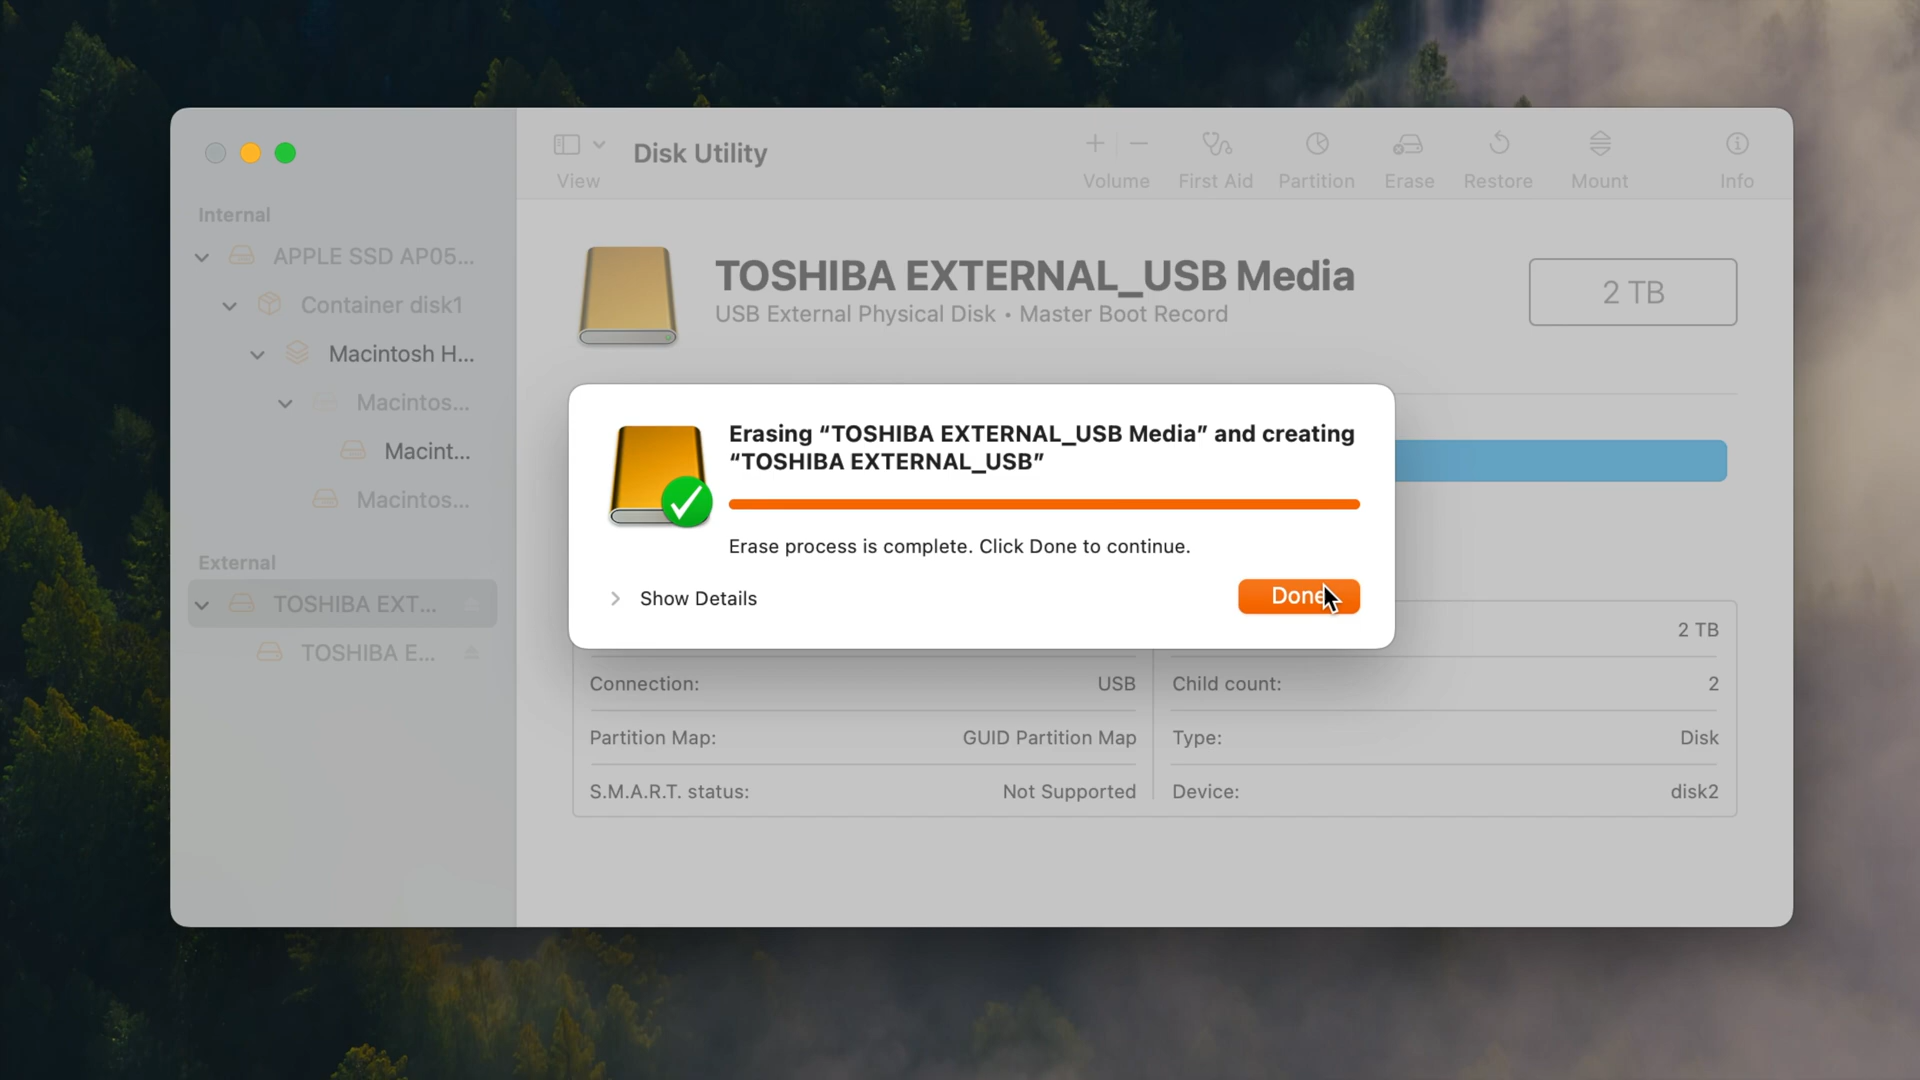 Disk Utility
View
Volume
First Aid
Partition
Erase
Restore
Mount
Info
Internal
APPLE SSD AP05...
Container disk1
Macintosh H...
Macintos...
Macint...
Macintos...
External
TOSHIBA EXT...
TOSHIBA E...
TOSHIBA EXTERNAL_USB Media
USB External Physical Disk • Master Boot Record
2 TB
Erasing “TOSHIBA EXTERNAL_USB Media” and creating
“TOSHIBA EXTERNAL_USB”
Erase process is complete. Click Done to continue.
Show Details
Done
2 TB
Connection: USB
Child count: 2
Partition Map: GUID Partition Map
Type: Disk
S.M.A.R.T. status: Not Supported
Device: disk2